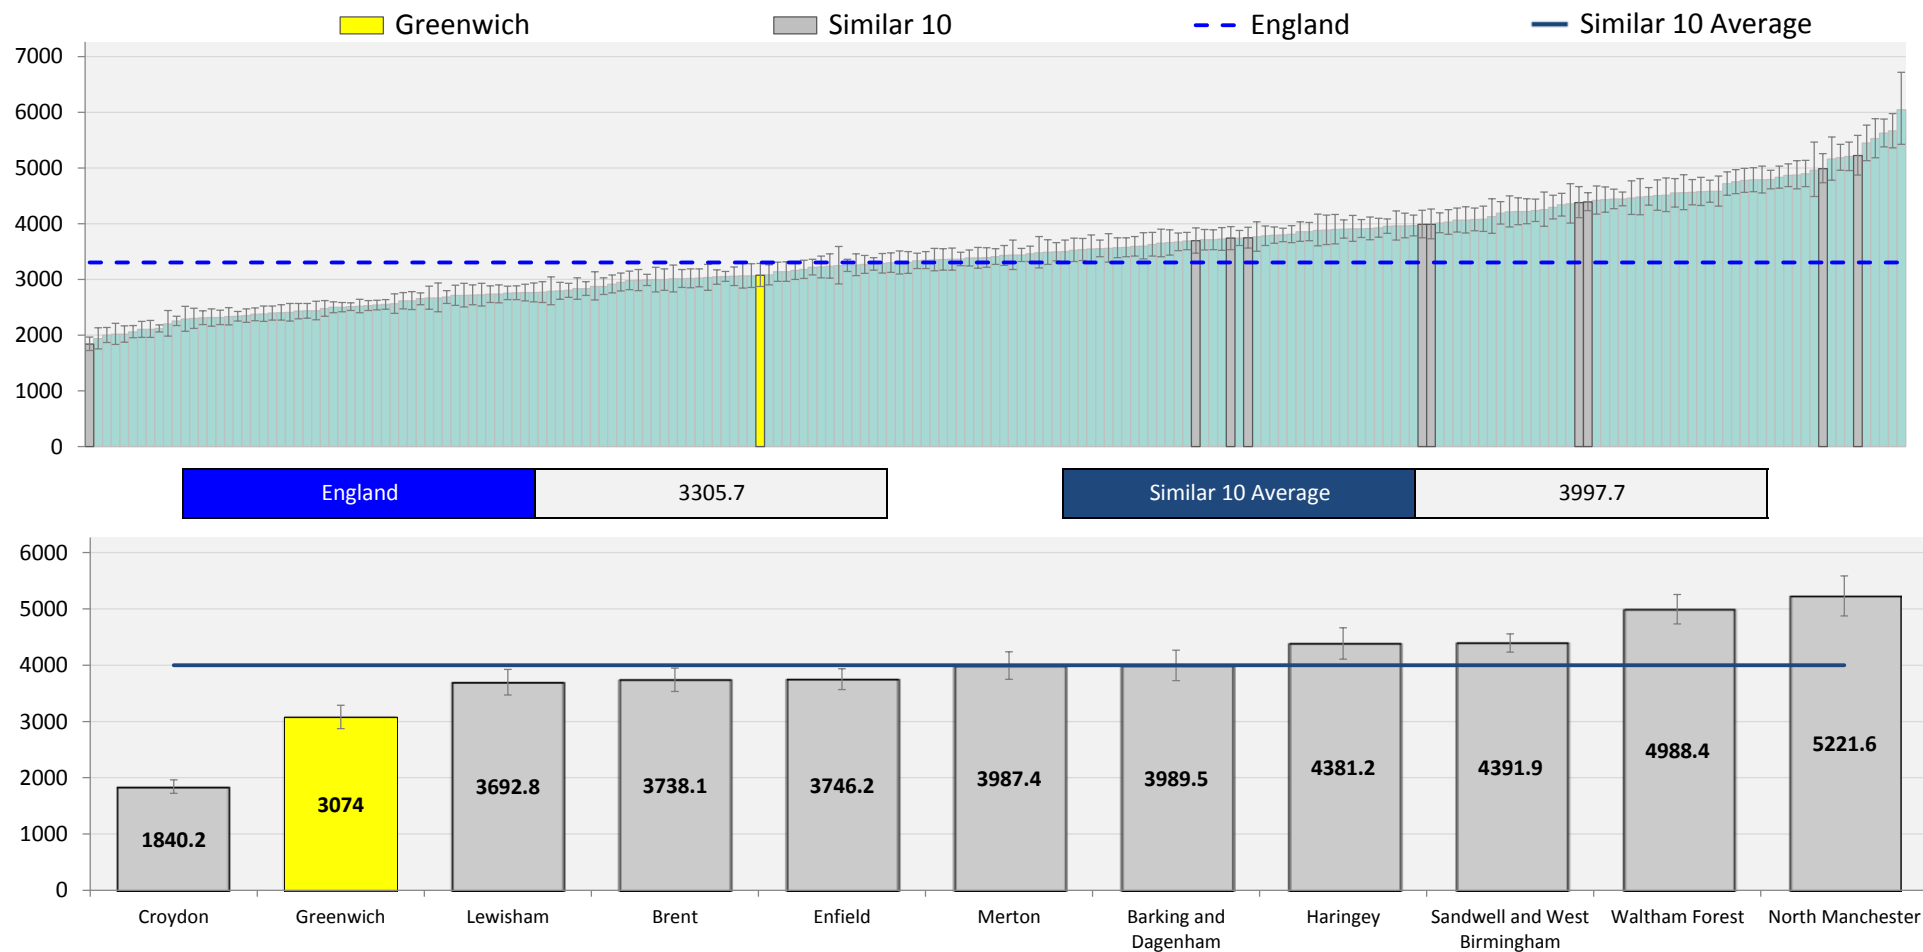 Greenwich
Similar 10
England
Similar 10 Average
7000
6000
5000
4000
3000
2000
1000
0
England 3305.7
Similar 10 Average 3997.7
6000
5000
4000
3000
2000
1000
0
1840.2
3074
3692.8
3738.1
3746.2
3987.4
3989.5
4381.2
4391.9
4988.4
5221.6
Croydon
Greenwich
Lewisham
Brent
Enfield
Merton
Barking and
Dagenham
Haringey
Sandwell and West
Birmingham
Waltham Forest
North Manchester